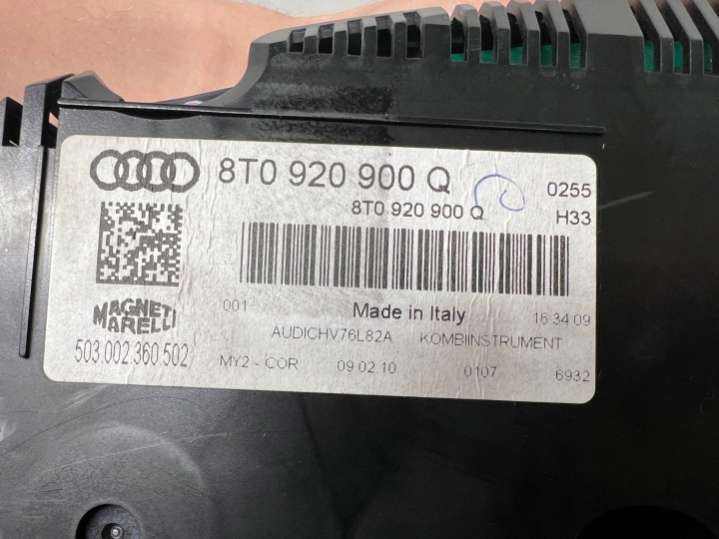 8T0 920 900 Q
8T0 920 900 Q
0255
H33
MAGNETI
MARELLI
503.002.360.502
001
Made in Italy
16:34:09
AUDICHV76L82A KOMBIINSTRUMENT
MY2 - COR 09.02.10 0107 6932